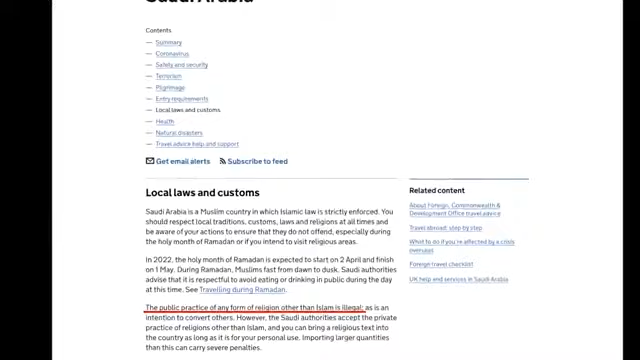 Saudi Arabia
Contents
— Summary
— Coronavirus
— Safety and security
— Terrorism
— Pilgrimage
— Entry requirements
— Local laws and customs
— Health
— Natural disasters
— Travel advice help and support
Get email alerts Subscribe to feed
Local laws and customs
Saudi Arabia is a Muslim country in which Islamic law is strictly enforced. You
should respect local traditions, customs, laws and religions at all times and
be aware of your actions to ensure that they do not offend, especially during
the holy month of Ramadan or if you intend to visit religious areas.
In 2022, the holy month of Ramadan is expected to start on 2 April and finish
on 1 May. During Ramadan, Muslims fast from dawn to dusk. Saudi authorities
advise that it is respectful to avoid eating or drinking in public during the day
at this time. See Travelling during Ramadan.
The public practice of any form of religion other than Islam is illegal; as is an
intention to convert others. However, the Saudi authorities accept the private
practice of religions other than Islam, and you can bring a religious text into
the country as long as it is for your personal use. Importing larger quantities
than this can carry severe penalties.
Related content
About Foreign, Commonwealth &
Development Office travel advice
Travel abroad: step by step
What to do if you're affected by a crisis
overseas
Foreign travel checklist
UK help and services in Saudi Arabia